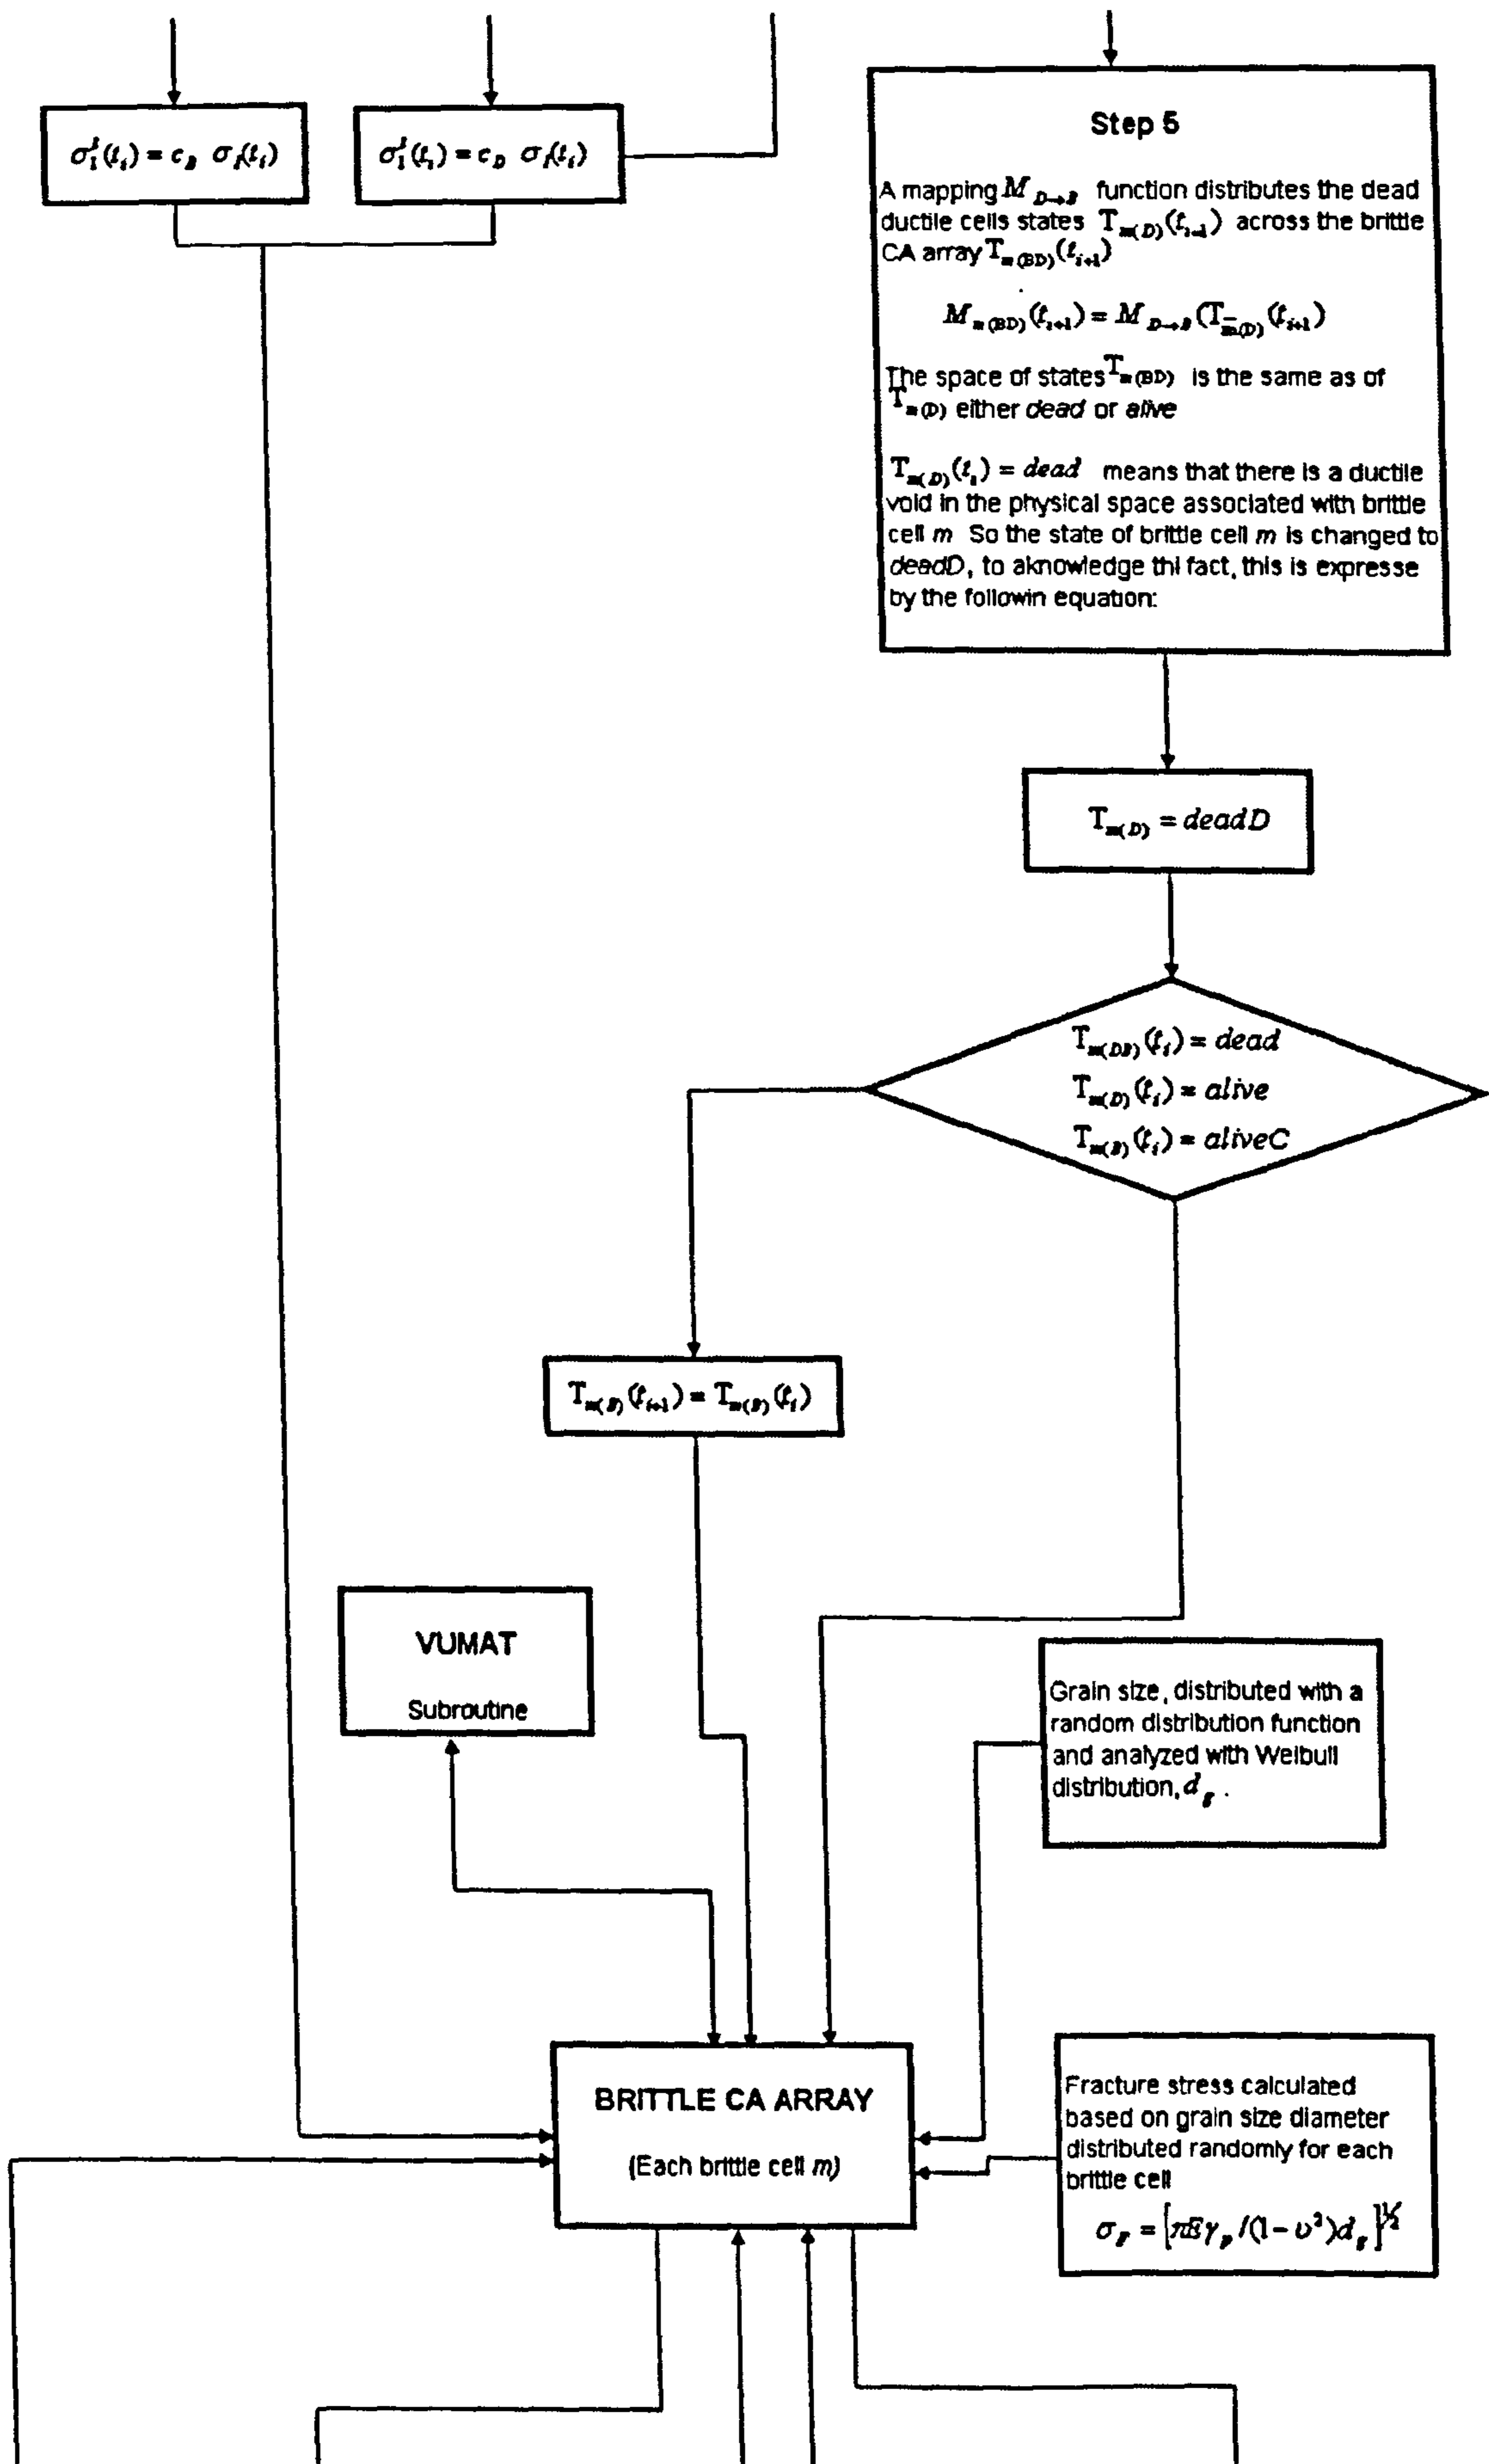 σ₁ᶦ(tᵢ) = c_B σ_I(tᵢ)
σ₁ᶦ(tᵢ) = c_D σ_I(tᵢ)
Step 5
A mapping M_D→B function distributes the dead
ductile cells states T_m(D)(tᵢ₊₁) across the brittle
CA array T_m(BD)(tᵢ₊₁)
M_m(BD)(tᵢ₊₁) = M_D→B(T_m(D)(tᵢ₊₁)
The space of states T_m(BD) is the same as of
T_m(D) either dead or alive
T_m(D)(tᵢ) = dead means that there is a ductile
void in the physical space associated with brittle
cell m So the state of brittle cell m is changed to
deadD, to aknowledge thi fact, this is expresse
by the followin equation:
T_m(D) = deadD
T_m(DB)(tᵢ) = dead
T_m(D)(tᵢ) = alive
T_m(B)(tᵢ) = aliveC
T_m(B)(tᵢ₊₁) = T_m(B)(tᵢ)
VUMAT
Subroutine
Grain size, distributed with a
random distribution function
and analyzed with Weibull
distribution, d_g .
BRITTLE CA ARRAY
(Each brittle cell m)
Fracture stress calculated
based on grain size diameter
distributed randomly for each
brittle cell
σ_F = [πEγ_p /(1-υ²)d_g]^½